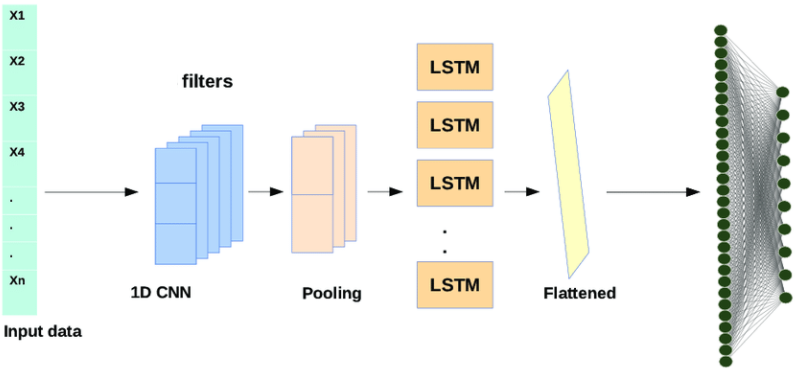 X1
X2
X3
X4
.
.
.
Xn
Input data
filters
1D CNN
Pooling
LSTM
LSTM
LSTM
.
.
LSTM
Flattened